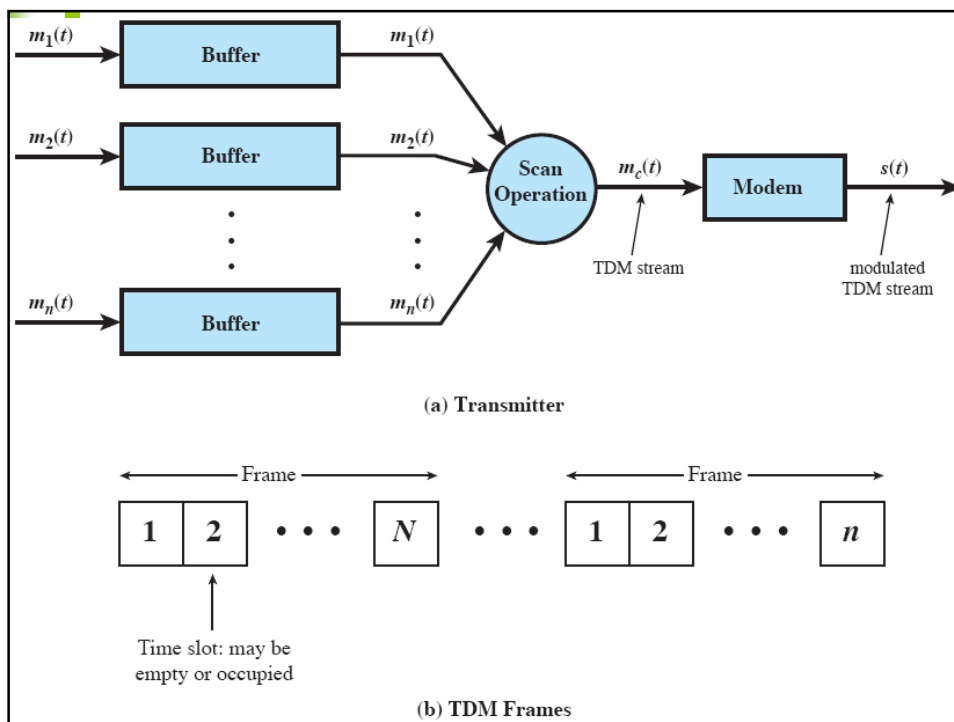 m1(t) Buffer m1(t)
m2(t) Buffer m2(t)
Scan
Operation
mc(t) Modem s(t)
TDM stream
modulated
TDM stream
mn(t) Buffer mn(t)
(a) Transmitter
Frame Frame
1 2 • • • N • • • 1 2 • • • n
Time slot: may be
empty or occupied
(b) TDM Frames